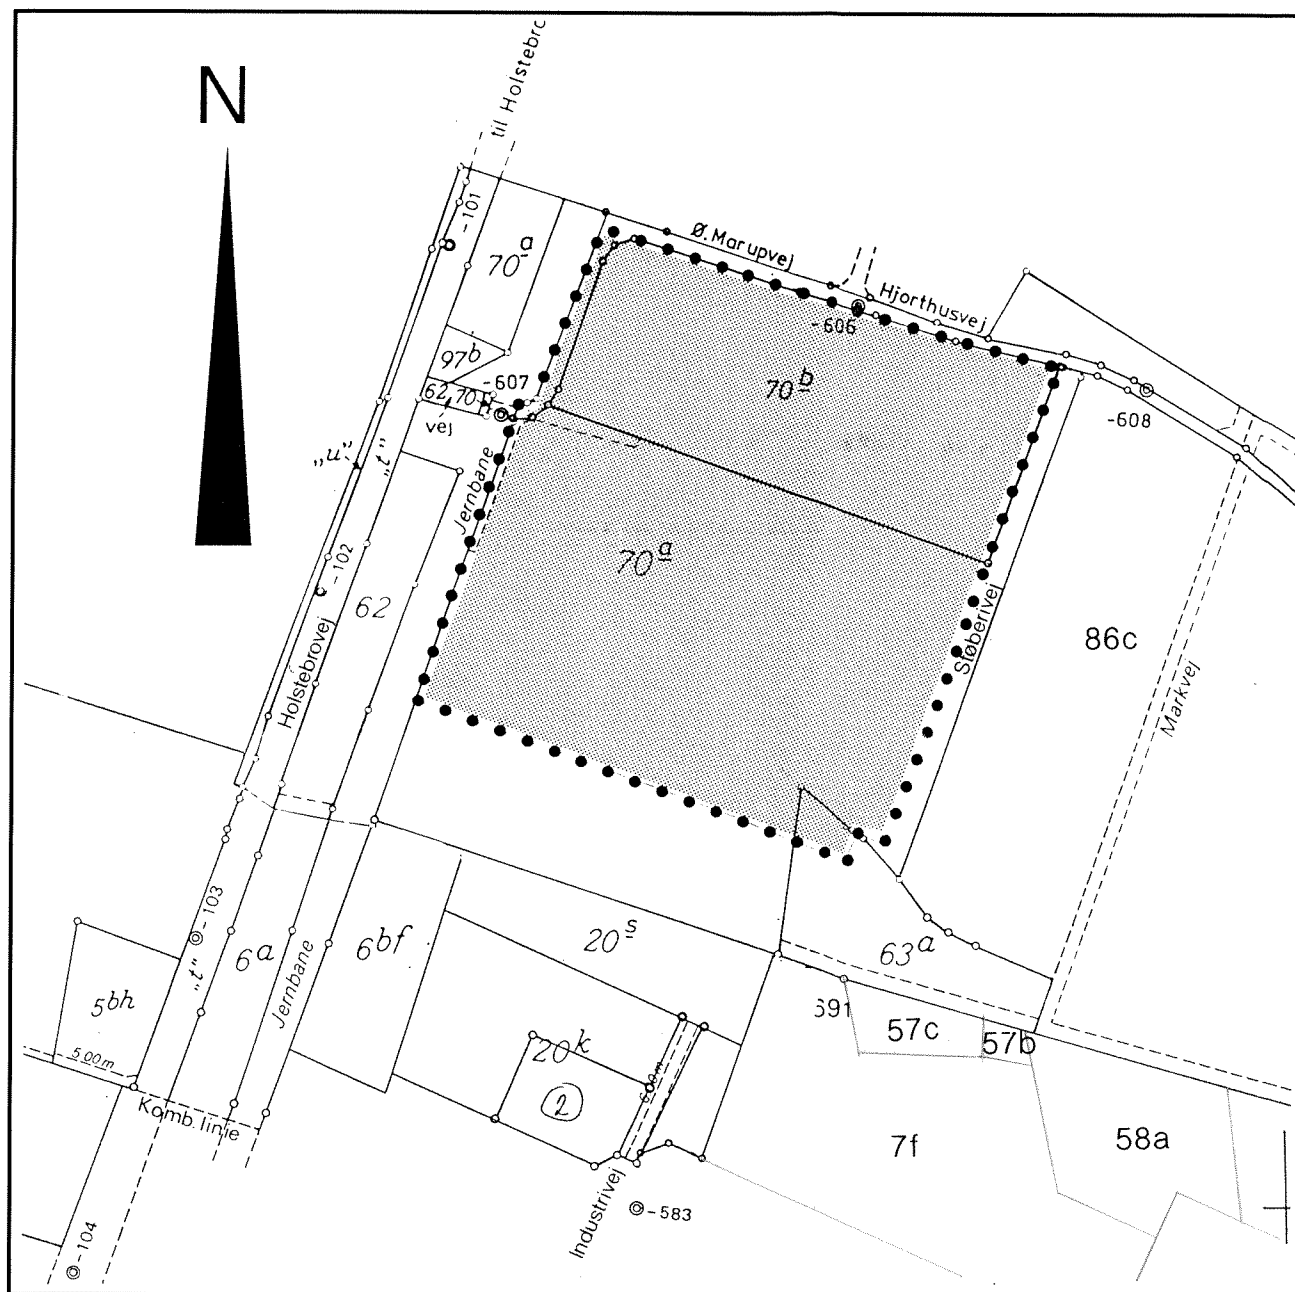 N
til Holstebro
-101
70a
Ø. Marupvej
Hjorthusvej
-606
97b
-607
62
70
vej
70b
-608
„u"
„t"
Jernbane
-102
70a
62
Støberivej
86c
Markvej
Holstebrovej
-103
„t"
6a
6bf
20s
63a
Jernbane
5bh
5.00 m
691
57c
57b
20k
2
Komb. linie
7f
58a
Industrivej
-583
-104